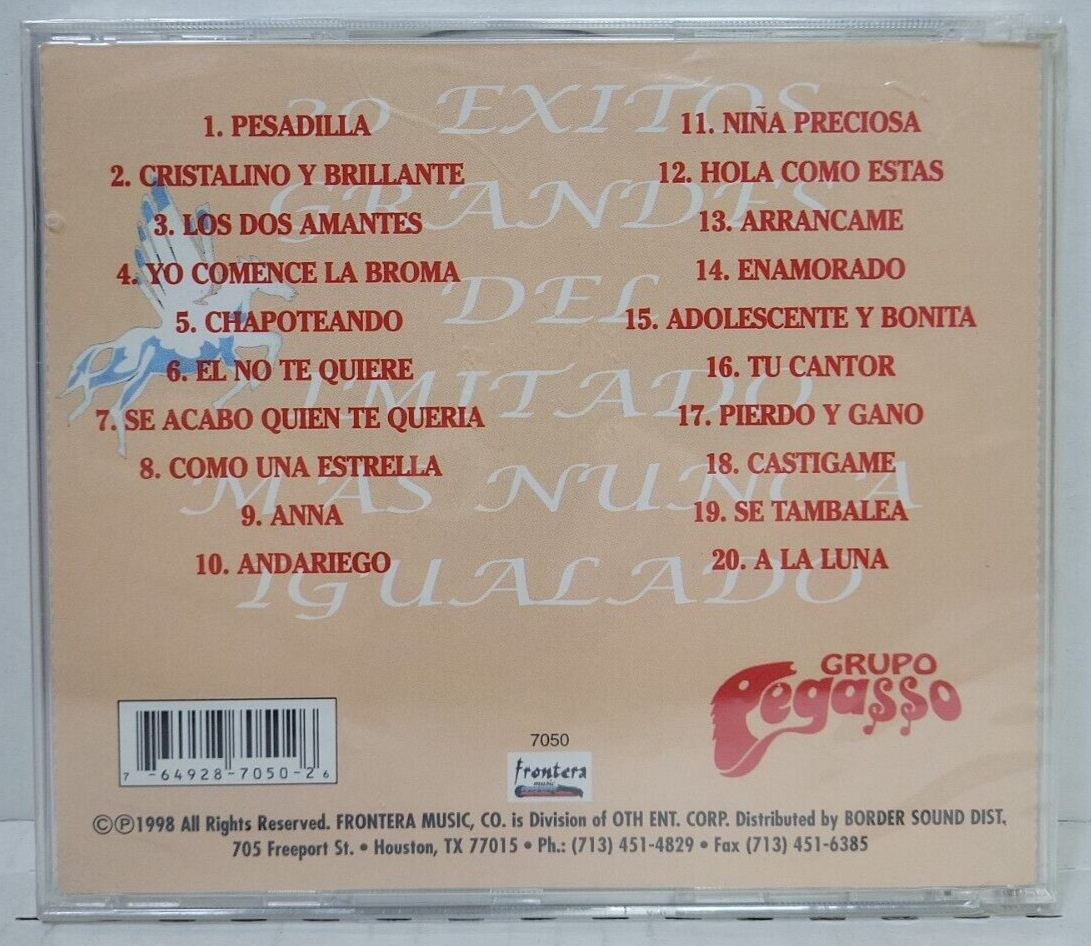 20 EXITOS
GRANDES
DEL
IMITADO
MAS NUNCA
IGUALADO
1. PESADILLA
2. CRISTALINO Y BRILLANTE
3. LOS DOS AMANTES
4. YO COMENCE LA BROMA
5. CHAPOTEANDO
6. EL NO TE QUIERE
7. SE ACABO QUIEN TE QUERIA
8. COMO UNA ESTRELLA
9. ANNA
10. ANDARIEGO
11. NIÑA PRECIOSA
12. HOLA COMO ESTAS
13. ARRANCAME
14. ENAMORADO
15. ADOLESCENTE Y BONITA
16. TU CANTOR
17. PIERDO Y GANO
18. CASTIGAME
19. SE TAMBALEA
20. A LA LUNA
GRUPO
Pegasso
7 -64928-7050-2 6
7050
frontera
music
©℗1998 All Rights Reserved. FRONTERA MUSIC, CO. is Division of OTH ENT. CORP. Distributed by BORDER SOUND DIST.
705 Freeport St. • Houston, TX 77015 • Ph.: (713) 451-4829 • Fax (713) 451-6385